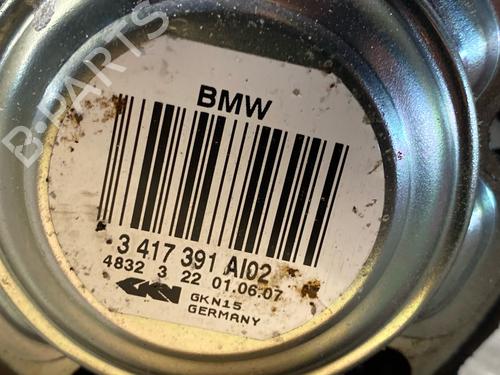 B-PARTS
BMW
3 417 391 AI02
4832 3 22 01.06.07
GKN
GKN15
GERMANY